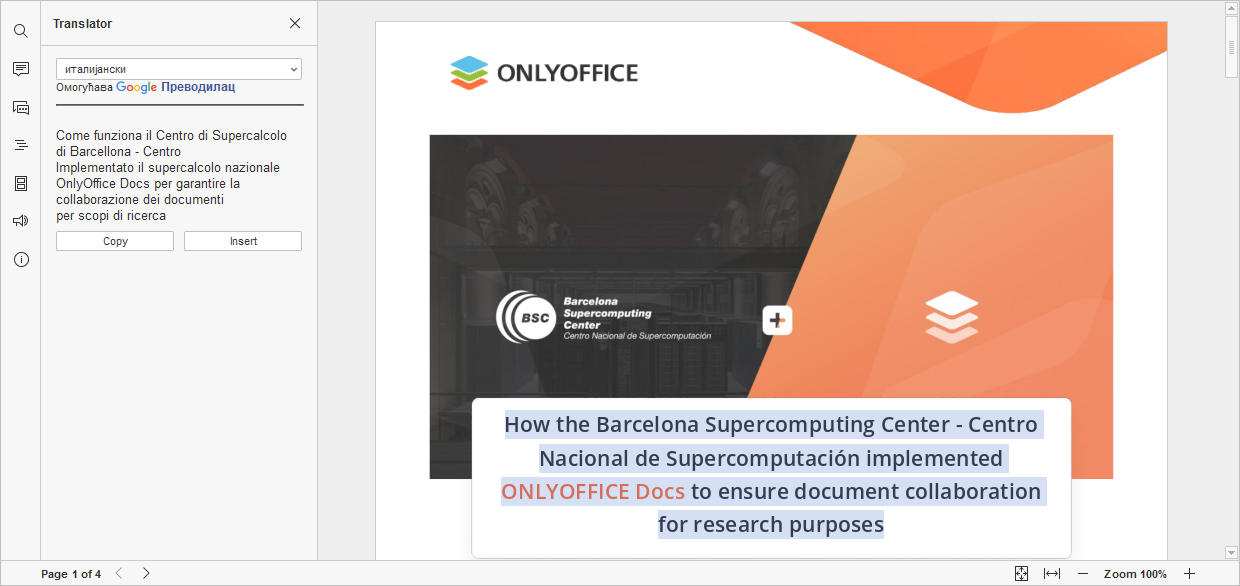 Translator
италијански
Омогућава Google Преводилац
Come funziona il Centro di Supercalcolo
di Barcellona - Centro
Implementato il supercalcolo nazionale
OnlyOffice Docs per garantire la
collaborazione dei documenti
per scopi di ricerca
Copy
Insert
ONLYOFFICE
BSC
Barcelona
Supercomputing
Center
Centro Nacional de Supercomputación
How the Barcelona Supercomputing Center - Centro
Nacional de Supercomputación implemented
ONLYOFFICE Docs to ensure document collaboration
for research purposes
Page 1 of 4
Zoom 100%